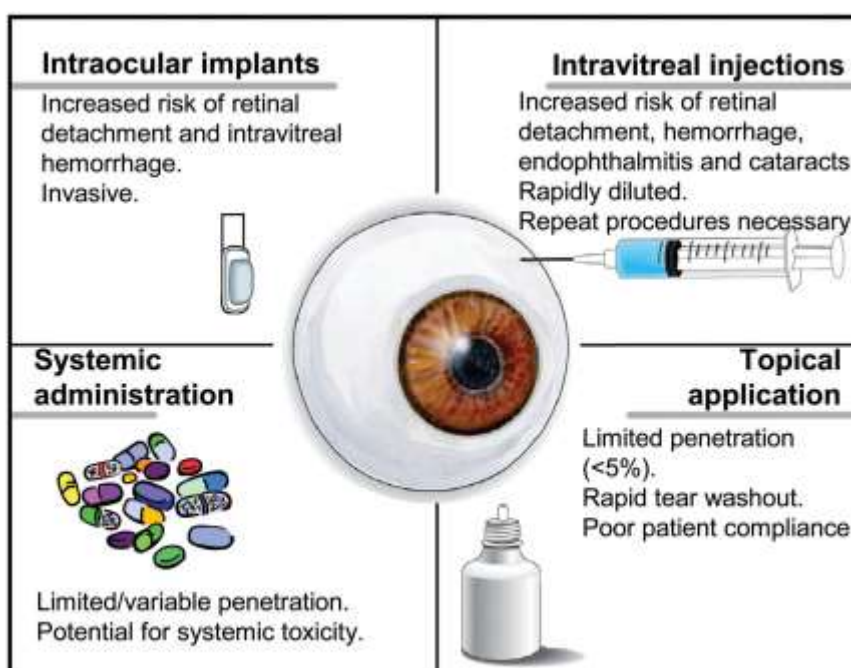 Intraocular implants
Increased risk of retinal
detachment and intravitreal
hemorrhage.
Invasive.
Intravitreal injections
Increased risk of retinal
detachment, hemorrhage,
endophthalmitis and cataracts
Rapidly diluted.
Repeat procedures necessary
Systemic
administration
Limited/variable penetration.
Potential for systemic toxicity.
Topical
application
Limited penetration
(<5%).
Rapid tear washout.
Poor patient compliance